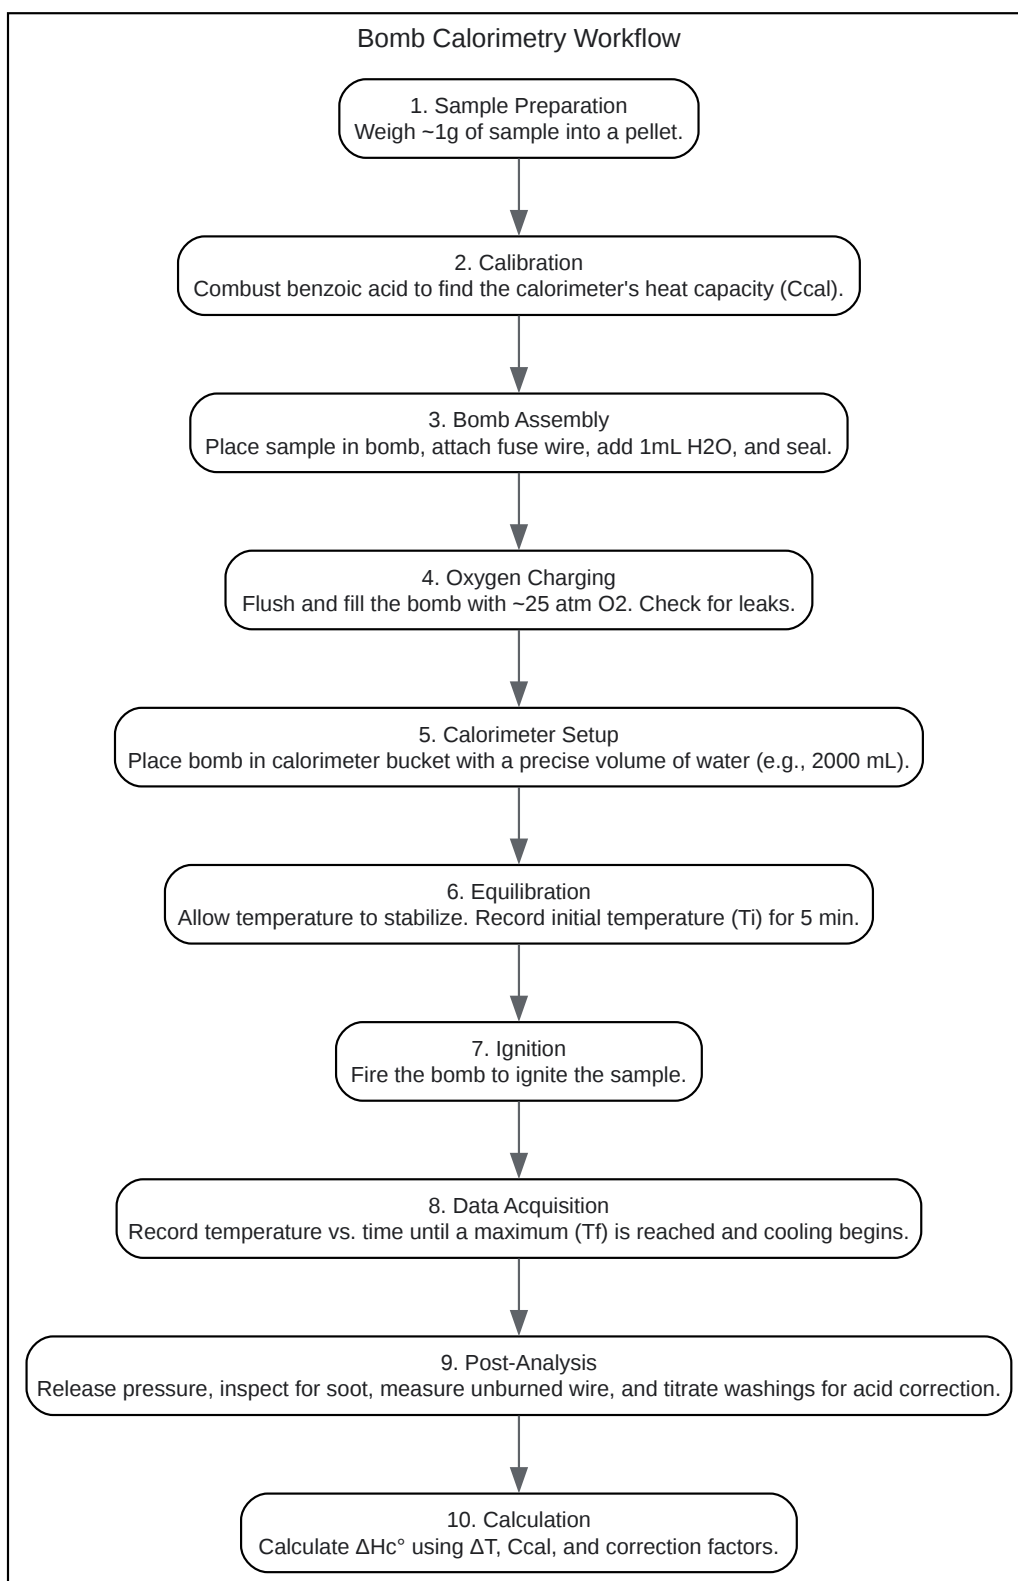 Bomb Calorimetry Workflow
1. Sample Preparation
Weigh ~1g of sample into a pellet.
2. Calibration
Combust benzoic acid to find the calorimeter's heat capacity (Ccal).
3. Bomb Assembly
Place sample in bomb, attach fuse wire, add 1mL H2O, and seal.
4. Oxygen Charging
Flush and fill the bomb with ~25 atm O2. Check for leaks.
5. Calorimeter Setup
Place bomb in calorimeter bucket with a precise volume of water (e.g., 2000 mL).
6. Equilibration
Allow temperature to stabilize. Record initial temperature (Ti) for 5 min.
7. Ignition
Fire the bomb to ignite the sample.
8. Data Acquisition
Record temperature vs. time until a maximum (Tf) is reached and cooling begins.
9. Post-Analysis
Release pressure, inspect for soot, measure unburned wire, and titrate washings for acid correction.
10. Calculation
Calculate ΔHc° using ΔT, Ccal, and correction factors.